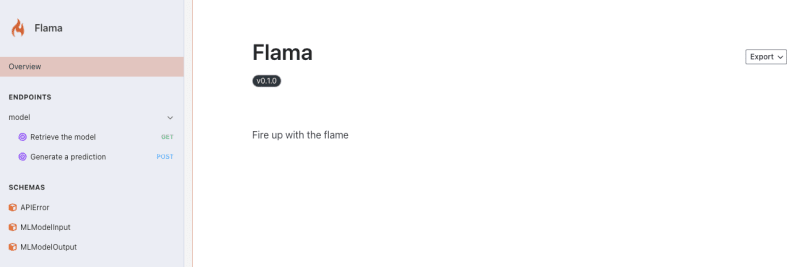 Flama
Overview
ENDPOINTS
model
Retrieve the model GET
Generate a prediction POST
SCHEMAS
APIError
MLModelInput
MLModelOutput
Flama
v0.1.0
Export
Fire up with the flame